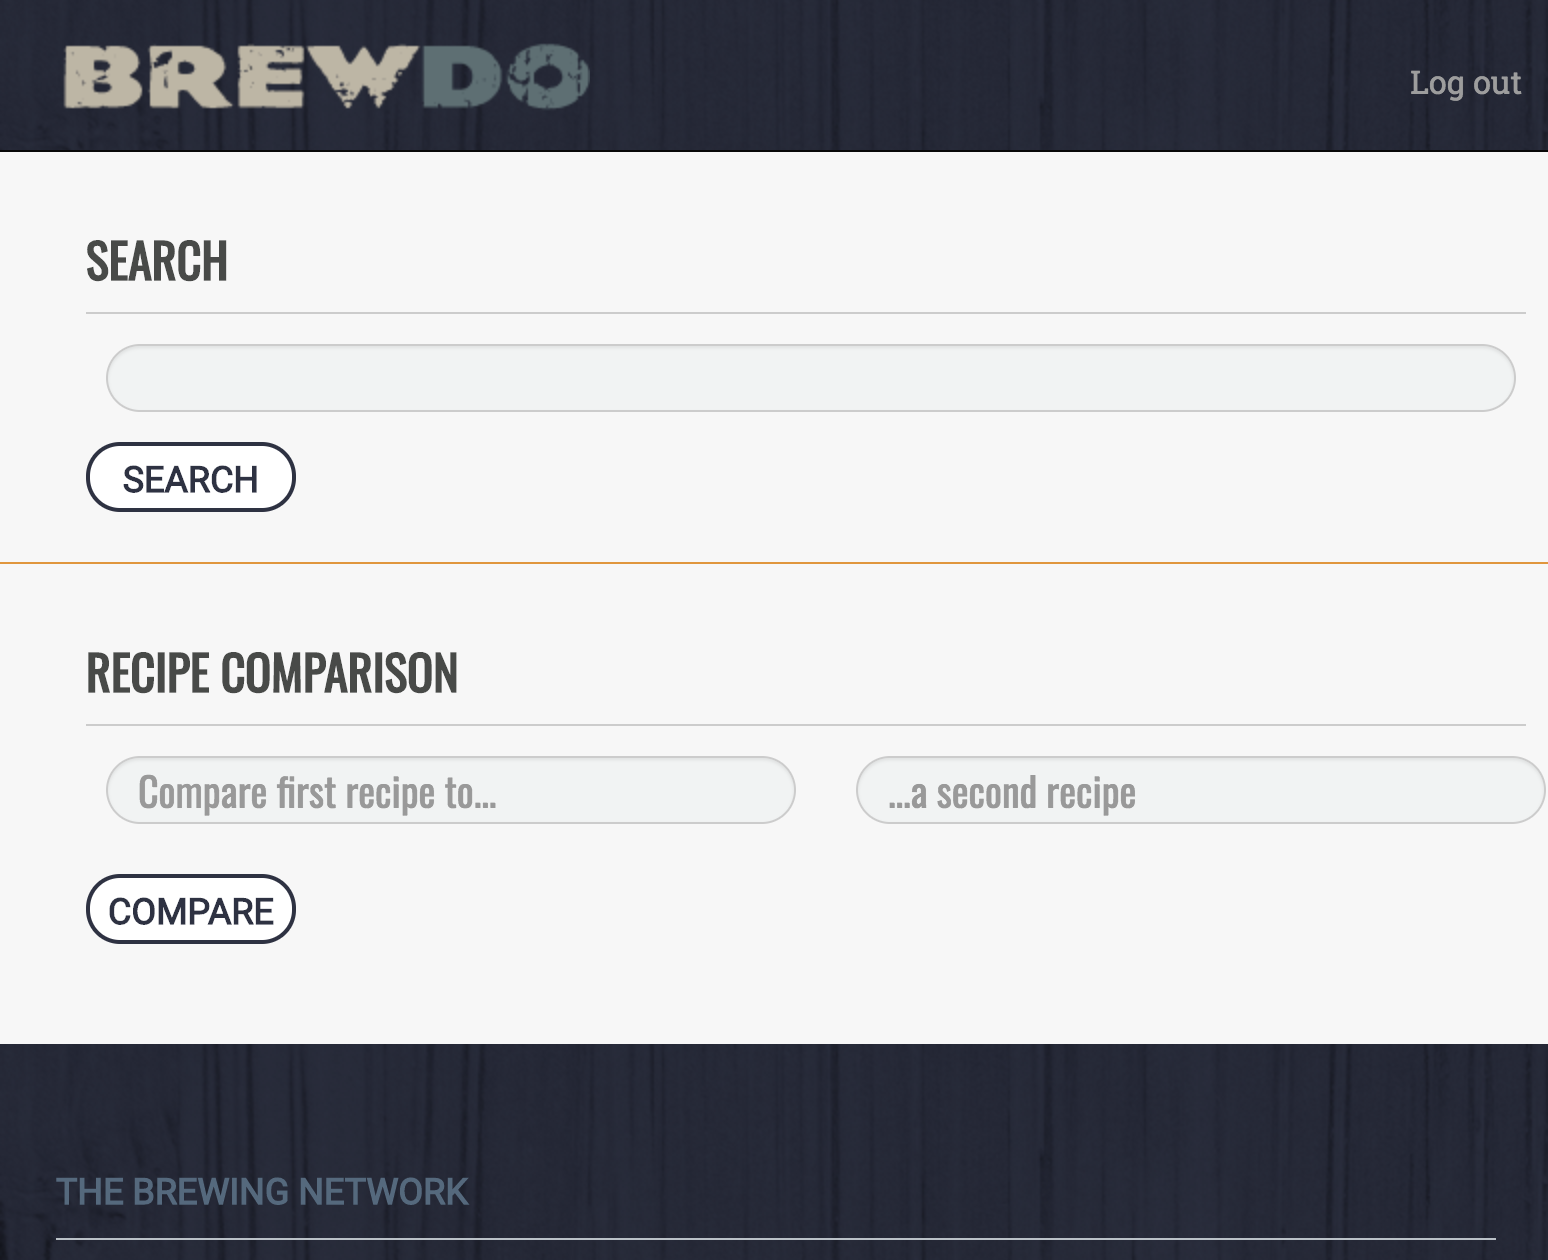 BREWDO
Log out
SEARCH
SEARCH
RECIPE COMPARISON
Compare first recipe to...
...a second recipe
COMPARE
THE BREWING NETWORK